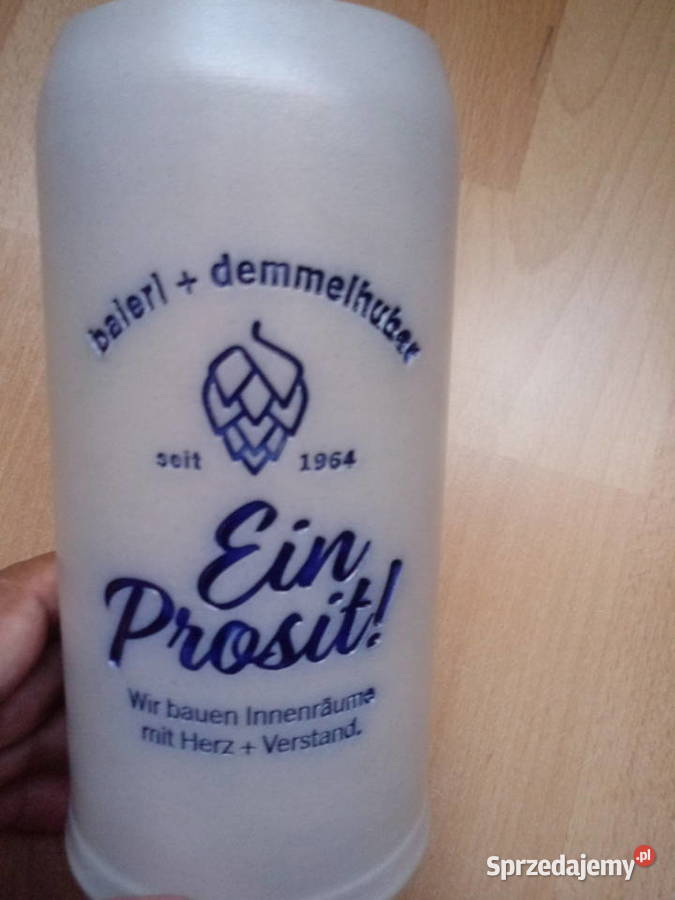 baierl + demmelhuber
seit 1964
Ein
Prosit!
Wir bauen Innenräume
mit Herz + Verstand.
Sprzedajemy.pl